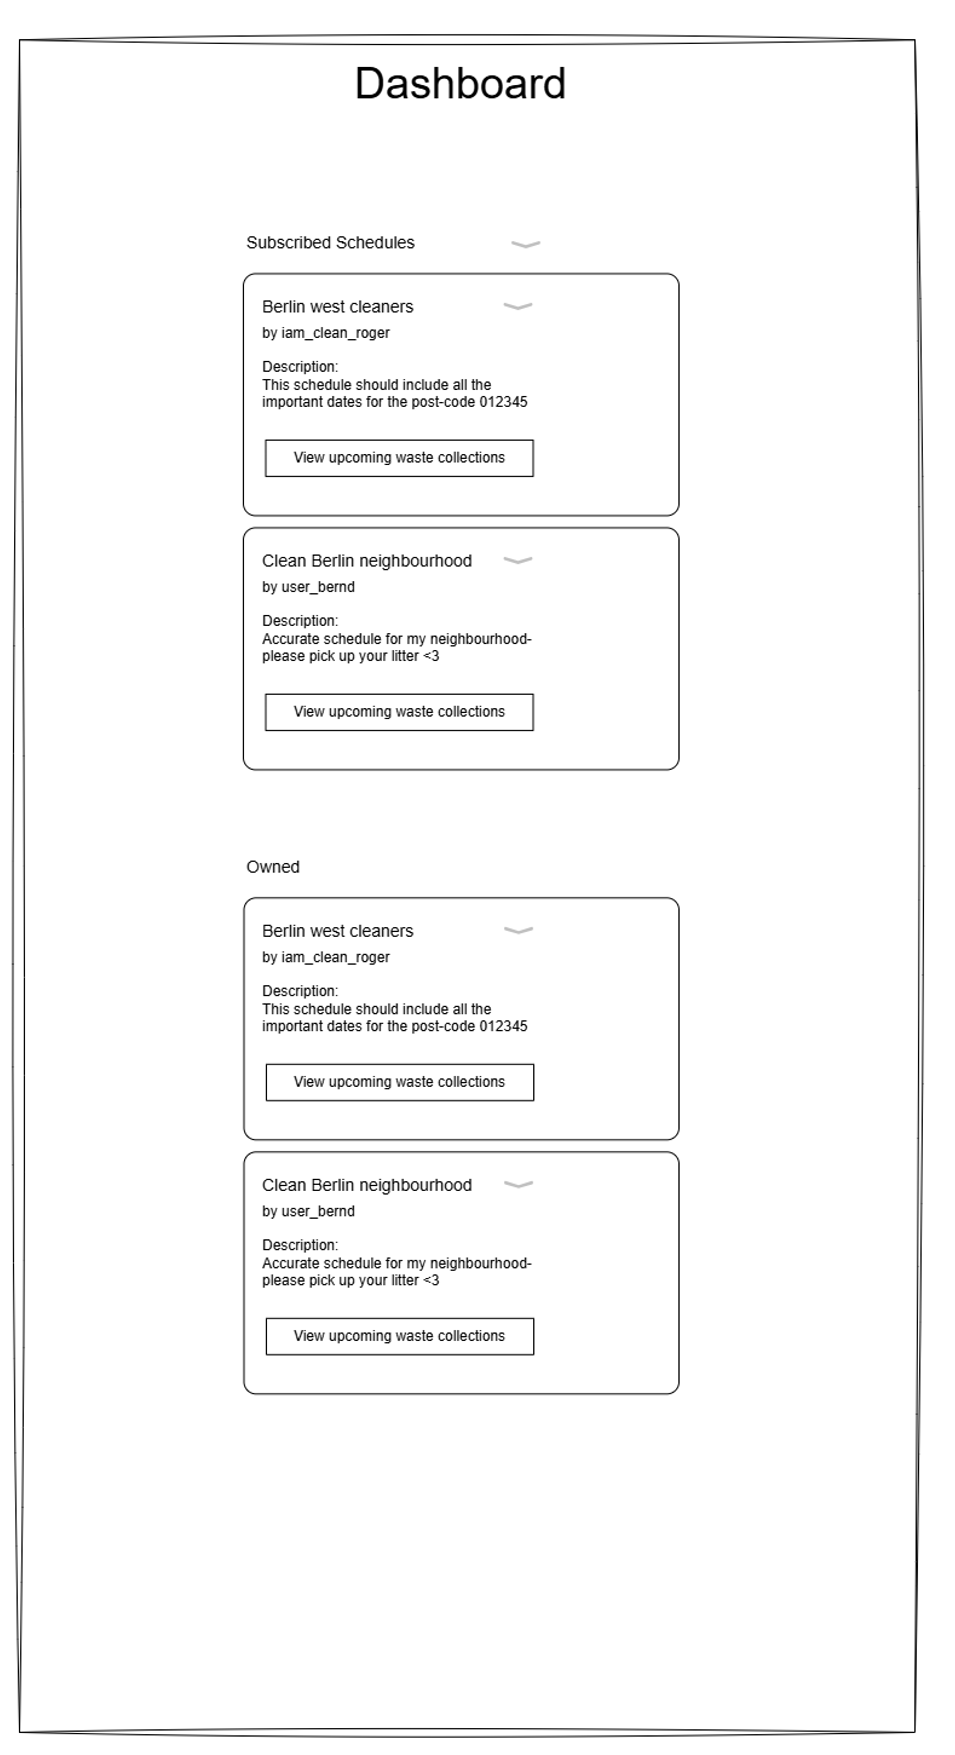 Dashboard
Subscribed Schedules
Berlin west cleaners
by iam_clean_roger
Description:
This schedule should include all the
important dates for the post-code 012345
View upcoming waste collections
Clean Berlin neighbourhood
by user_bernd
Description:
Accurate schedule for my neighbourhood-
please pick up your litter <3
View upcoming waste collections
Owned
Berlin west cleaners
by iam_clean_roger
Description:
This schedule should include all the
important dates for the post-code 012345
View upcoming waste collections
Clean Berlin neighbourhood
by user_bernd
Description:
Accurate schedule for my neighbourhood-
please pick up your litter <3
View upcoming waste collections